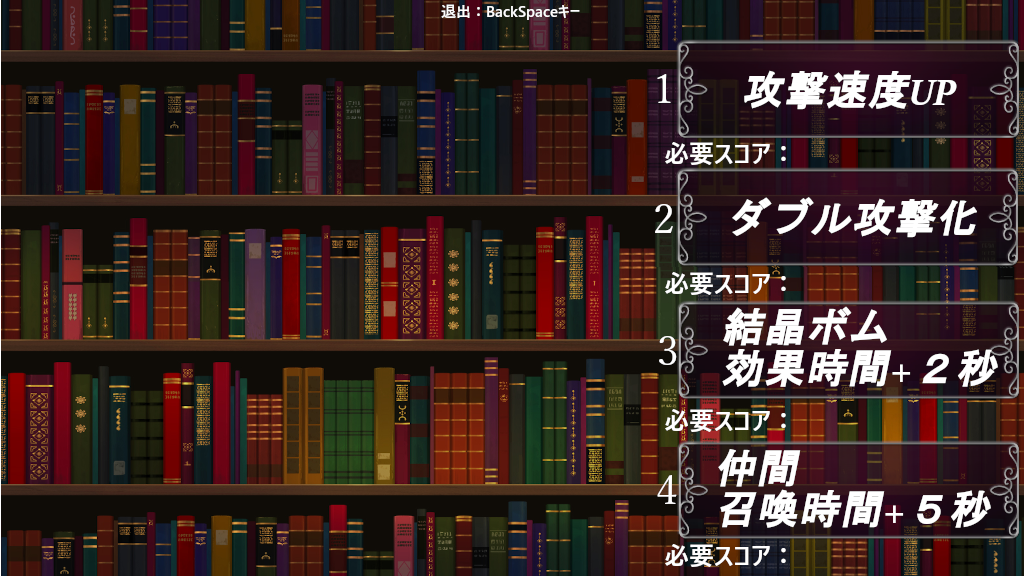 退出：BackSpaceキー
1
攻撃速度UP
必要スコア：
2
ダブル攻撃化
必要スコア：
3
結晶ボム
効果時間+２秒
必要スコア：
4
仲間
召喚時間+５秒
必要スコア：